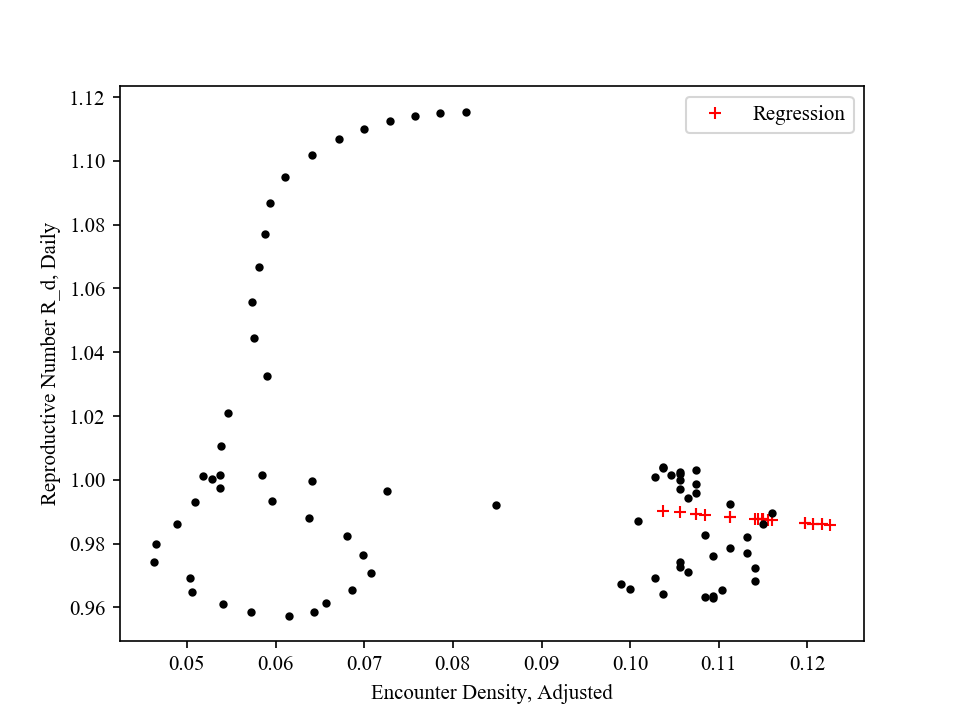 Regression
1.12
1.10
1.08
1.06
1.04
1.02
1.00
0.98
0.96
Reproductive Number R_d, Daily
0.05 0.06 0.07 0.08 0.09 0.10 0.11 0.12
Encounter Density, Adjusted